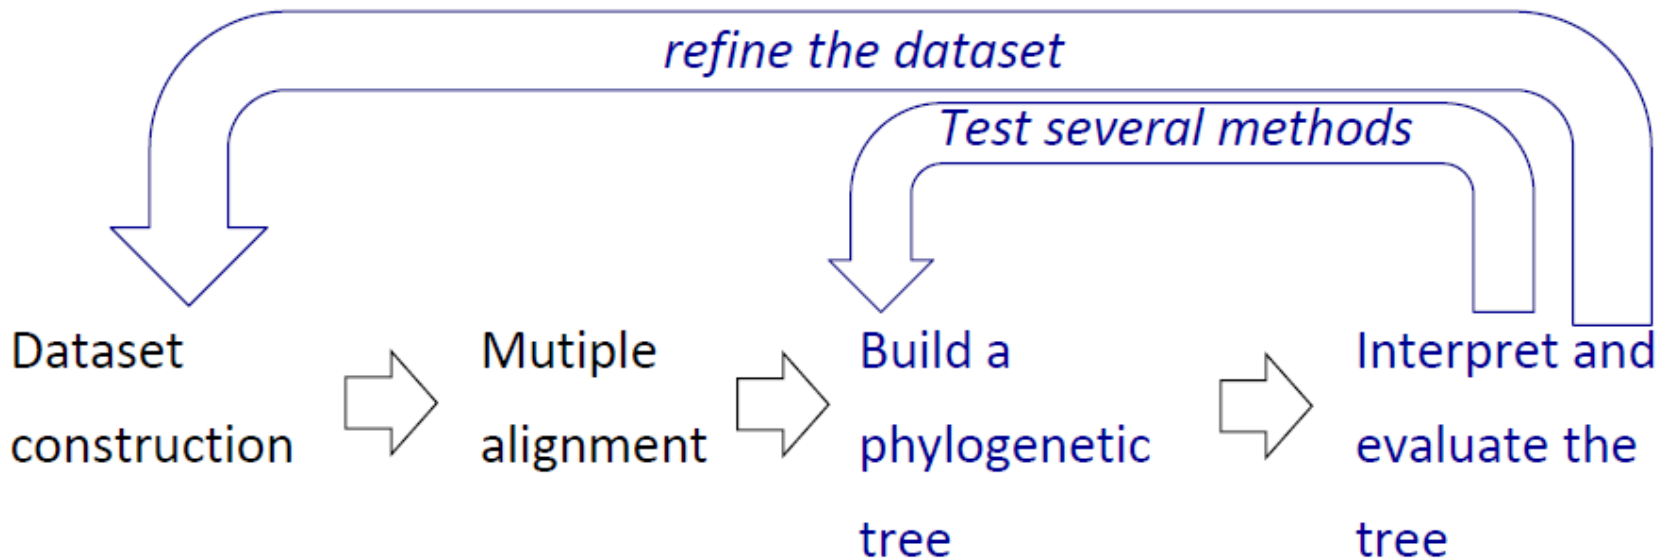 refine the dataset
Test several methods
Dataset
construction
Mutiple
alignment
Build a
phylogenetic
tree
Interpret and
evaluate the
tree